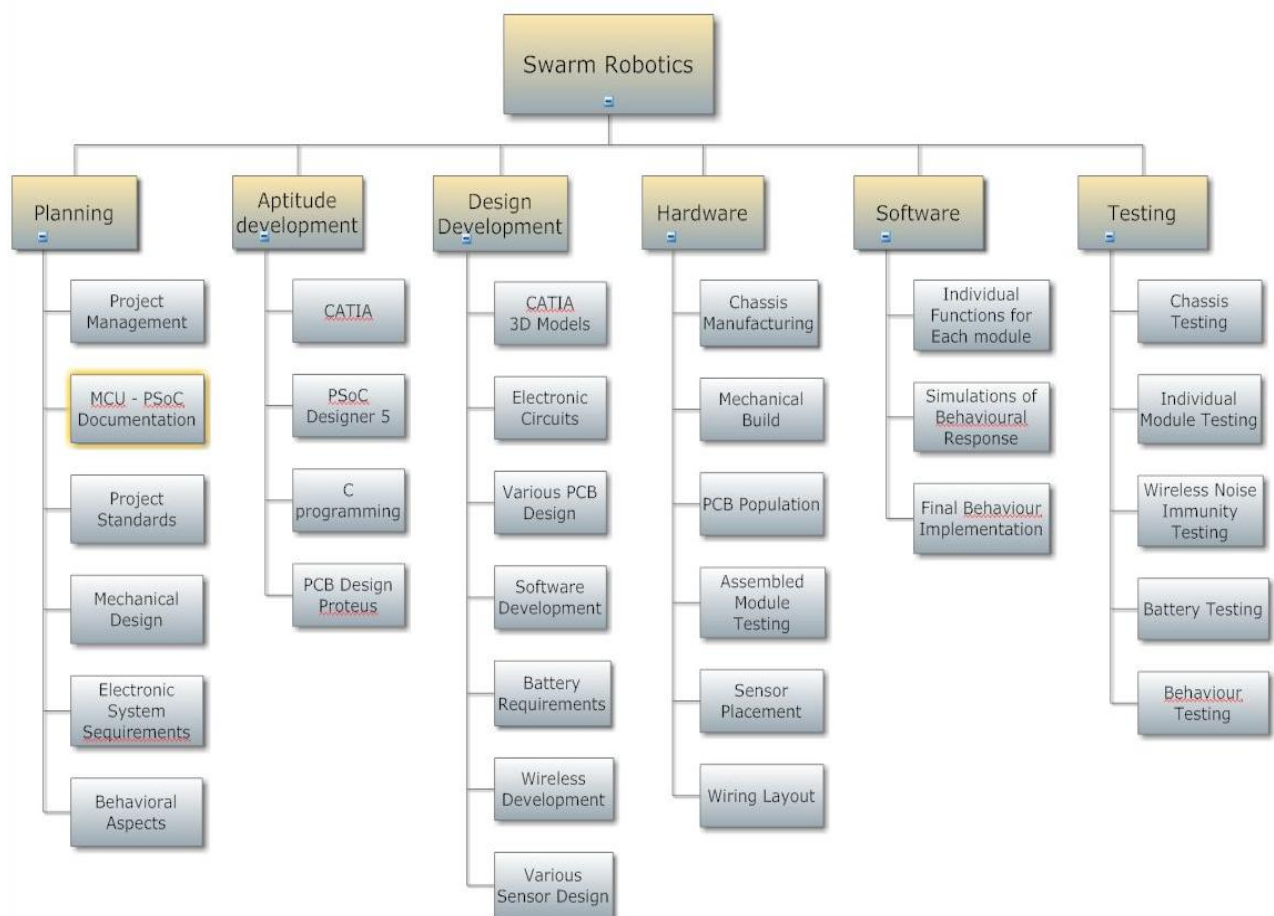 Swarm Robotics
Planning
Aptitude
development
Design
Development
Hardware
Software
Testing
Project
Management
MCU - PSoC
Documentation
Project
Standards
Mechanical
Design
Electronic
System
Sequirements
Behavioral
Aspects
CATIA
PSoC
Designer 5
C
programming
PCB Design
Proteus
CATIA
3D Models
Electronic
Circuits
Various PCB
Design
Software
Development
Battery
Requirements
Wireless
Development
Various
Sensor Design
Chassis
Manufacturing
Mechanical
Build
PCB Population
Assembled
Module
Testing
Sensor
Placement
Wiring Layout
Individual
Functions for
Each module
Simulations of
Behavioural
Response
Final Behaviour
Implementation
Chassis
Testing
Individual
Module Testing
Wireless Noise
Immunity
Testing
Battery Testing
Behaviour
Testing